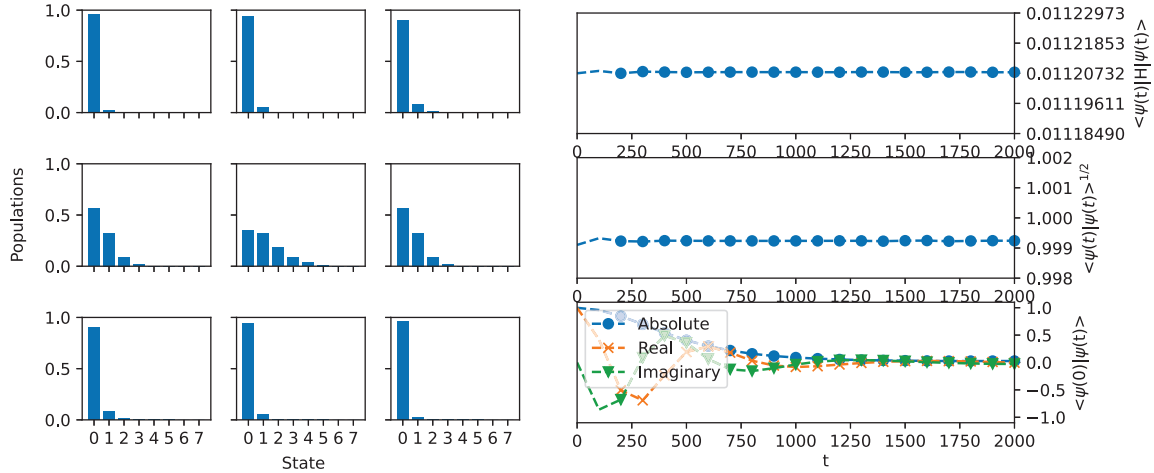 1.0
0.5
0.0
1.0
0.5
0.0
Populations
1.0
0.5
0.0
0 1 2 3 4 5 6 7
0 1 2 3 4 5 6 7
0 1 2 3 4 5 6 7
State
0.01122973
0.01121853
0.01120732
0.01119611
0.01118490
<ψ(t)|H|ψ(t)>
0 250 500 750 1000 1250 1500 1750 2000
1.002
1.001
1.000
0.999
0.998
<ψ(t)|ψ(t)>^{1/2}
0 250 500 750 1000 1250 1500 1750 2000
1.0
0.5
0.0
−0.5
−1.0
<ψ(0)|ψ(t)>
Absolute
Real
Imaginary
0 250 500 750 1000 1250 1500 1750 2000
t